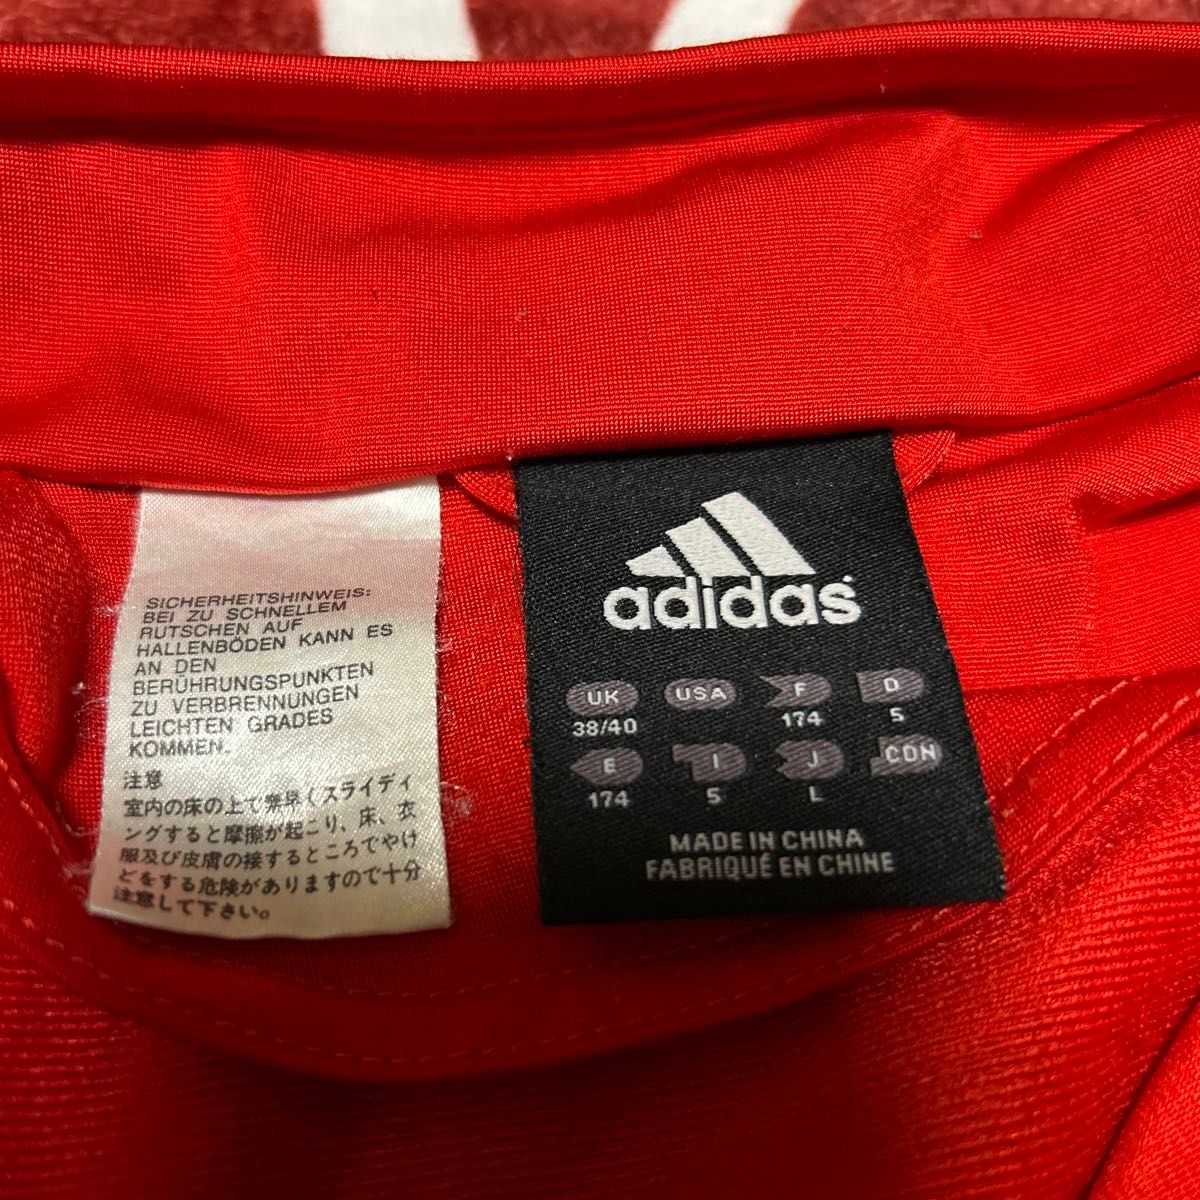 SICHERHEITSHINWEIS:
BEI ZU SCHNELLEM
RUTSCHEN AUF
HALLENBÖDEN KANN ES
AN DEN
BERÜHRUNGSPUNKTEN
ZU VERBRENNUNGEN
LEICHTEN GRADES
KOMMEN.
注意
室内の床の上で素早くスライディ
ングすると摩擦が起こり、床、衣
服及び皮膚の接するところでやけ
どをする危険がありますので十分
注意して下さい。
adidas
UK USA F D
38/40 174 5
E I J CDN
174 5 L
MADE IN CHINA
FABRIQUÉ EN CHINE